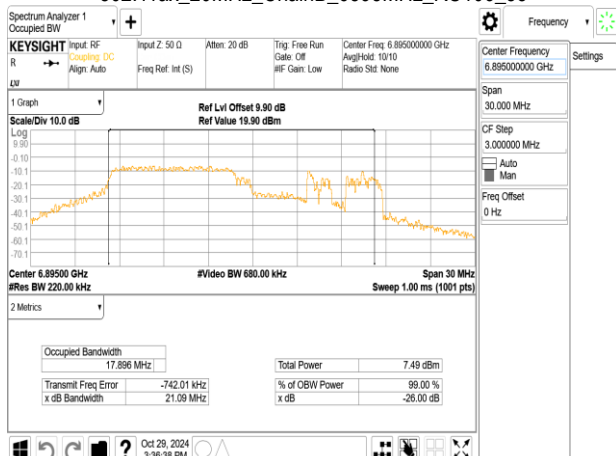 Spectrum Analyzer 1
Occupied BW
+
Frequency
KEYSIGHT
Input: RF
Input Z: 50 Ω
Atten: 20 dB
Trig: Free Run
Center Freq: 6.895000000 GHz
R
Coupling: DC
Gate: Off
Avg|Hold: 10/10
Align: Auto
Freq Ref: Int (S)
#IF Gain: Low
Radio Std: None
Center Frequency
6.895000000 GHz
Settings
Span
30.000 MHz
CF Step
3.000000 MHz
Auto
Man
Freq Offset
0 Hz
1 Graph
Ref Lvl Offset 9.90 dB
Scale/Div 10.0 dB
Ref Value 19.90 dBm
Log
9.90
-0.10
-10.1
-20.1
-30.1
-40.1
-50.1
-60.1
-70.1
Center 6.89500 GHz
#Video BW 680.00 kHz
Span 30 MHz
#Res BW 220.00 kHz
Sweep 1.00 ms (1001 pts)
2 Metrics
Occupied Bandwidth
17.896 MHz
Total Power
7.49 dBm
Transmit Freq Error
-742.01 kHz
% of OBW Power
99.00 %
x dB Bandwidth
21.09 MHz
x dB
-26.00 dB
?
Oct 29, 2024
3:36:38 PM